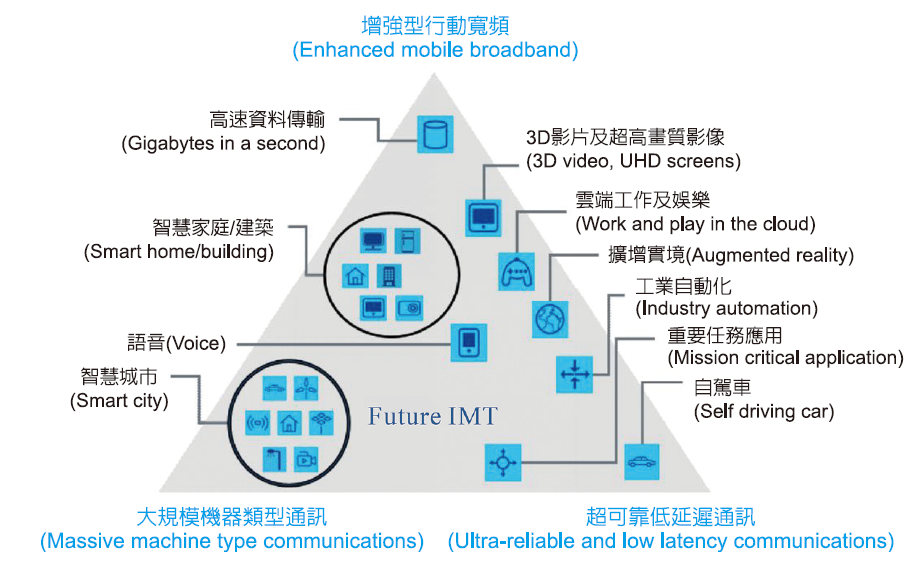 增強型行動寬頻
(Enhanced mobile broadband)
高速資料傳輸
(Gigabytes in a second)
3D影片及超高畫質影像
(3D video, UHD screens)
雲端工作及娛樂
(Work and play in the cloud)
智慧家庭/建築
(Smart home/building)
擴增實境(Augmented reality)
工業自動化
(Industry automation)
語音(Voice)
重要任務應用
(Mission critical application)
智慧城市
(Smart city)
自駕車
(Self driving car)
Future IMT
大規模機器類型通訊
(Massive machine type communications)
超可靠低延遲通訊
(Ultra-reliable and low latency communications)